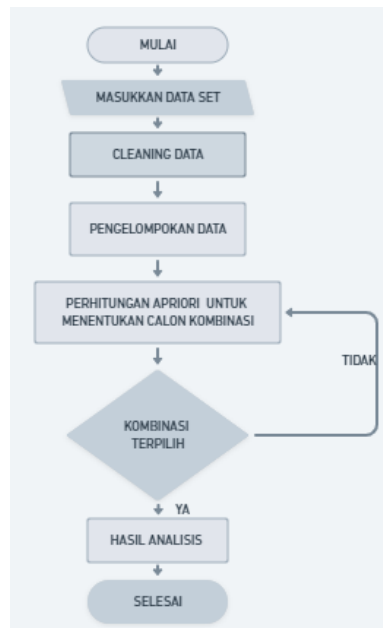 MULAI
MASUKKAN DATA SET
CLEANING DATA
PENGELOMPOKAN DATA
PERHITUNGAN APRIORI UNTUK
MENENTUKAN CALON KOMBINASI
TIDAK
KOMBINASI
TERPILIH
YA
HASIL ANALISIS
SELESAI